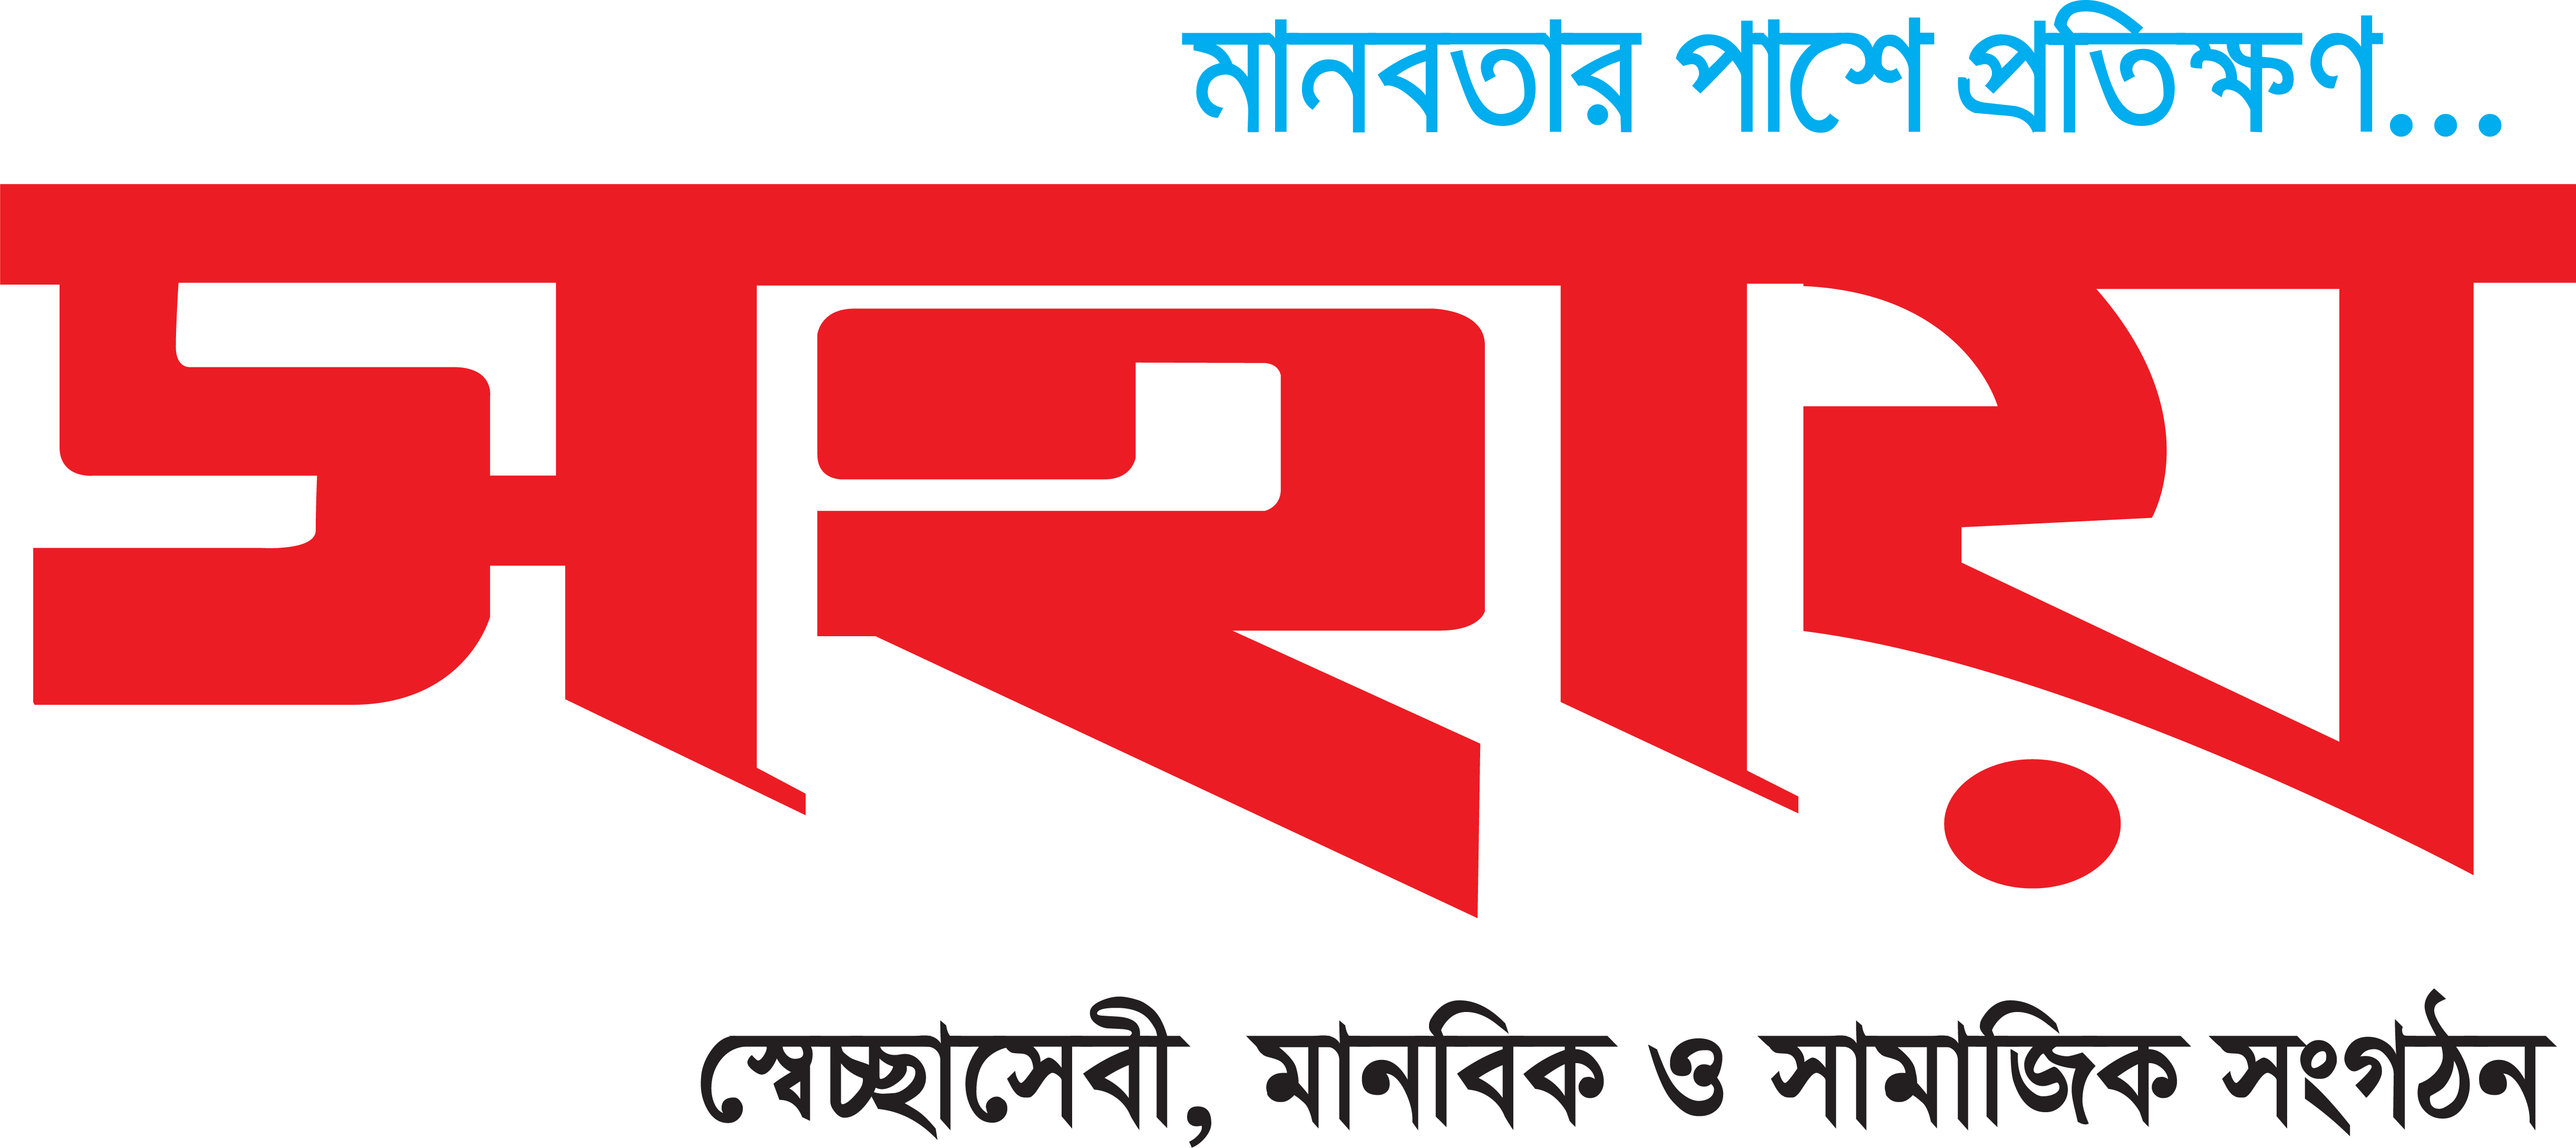 মানবতার পাশে প্রতিক্ষণ...
সহায়
স্বেচ্ছাসেবী, মানবিক ও সামাজিক সংগঠন